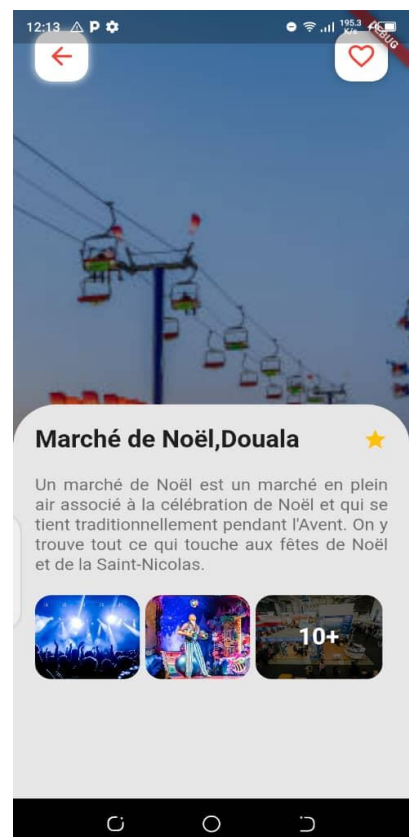 12:13 P 195.3 K/s
DEBUG
Marché de Noël,Douala
Un marché de Noël est un marché en plein
air associé à la célébration de Noël et qui se
tient traditionnellement pendant l'Avent. On y
trouve tout ce qui touche aux fêtes de Noël
et de la Saint-Nicolas.
10+